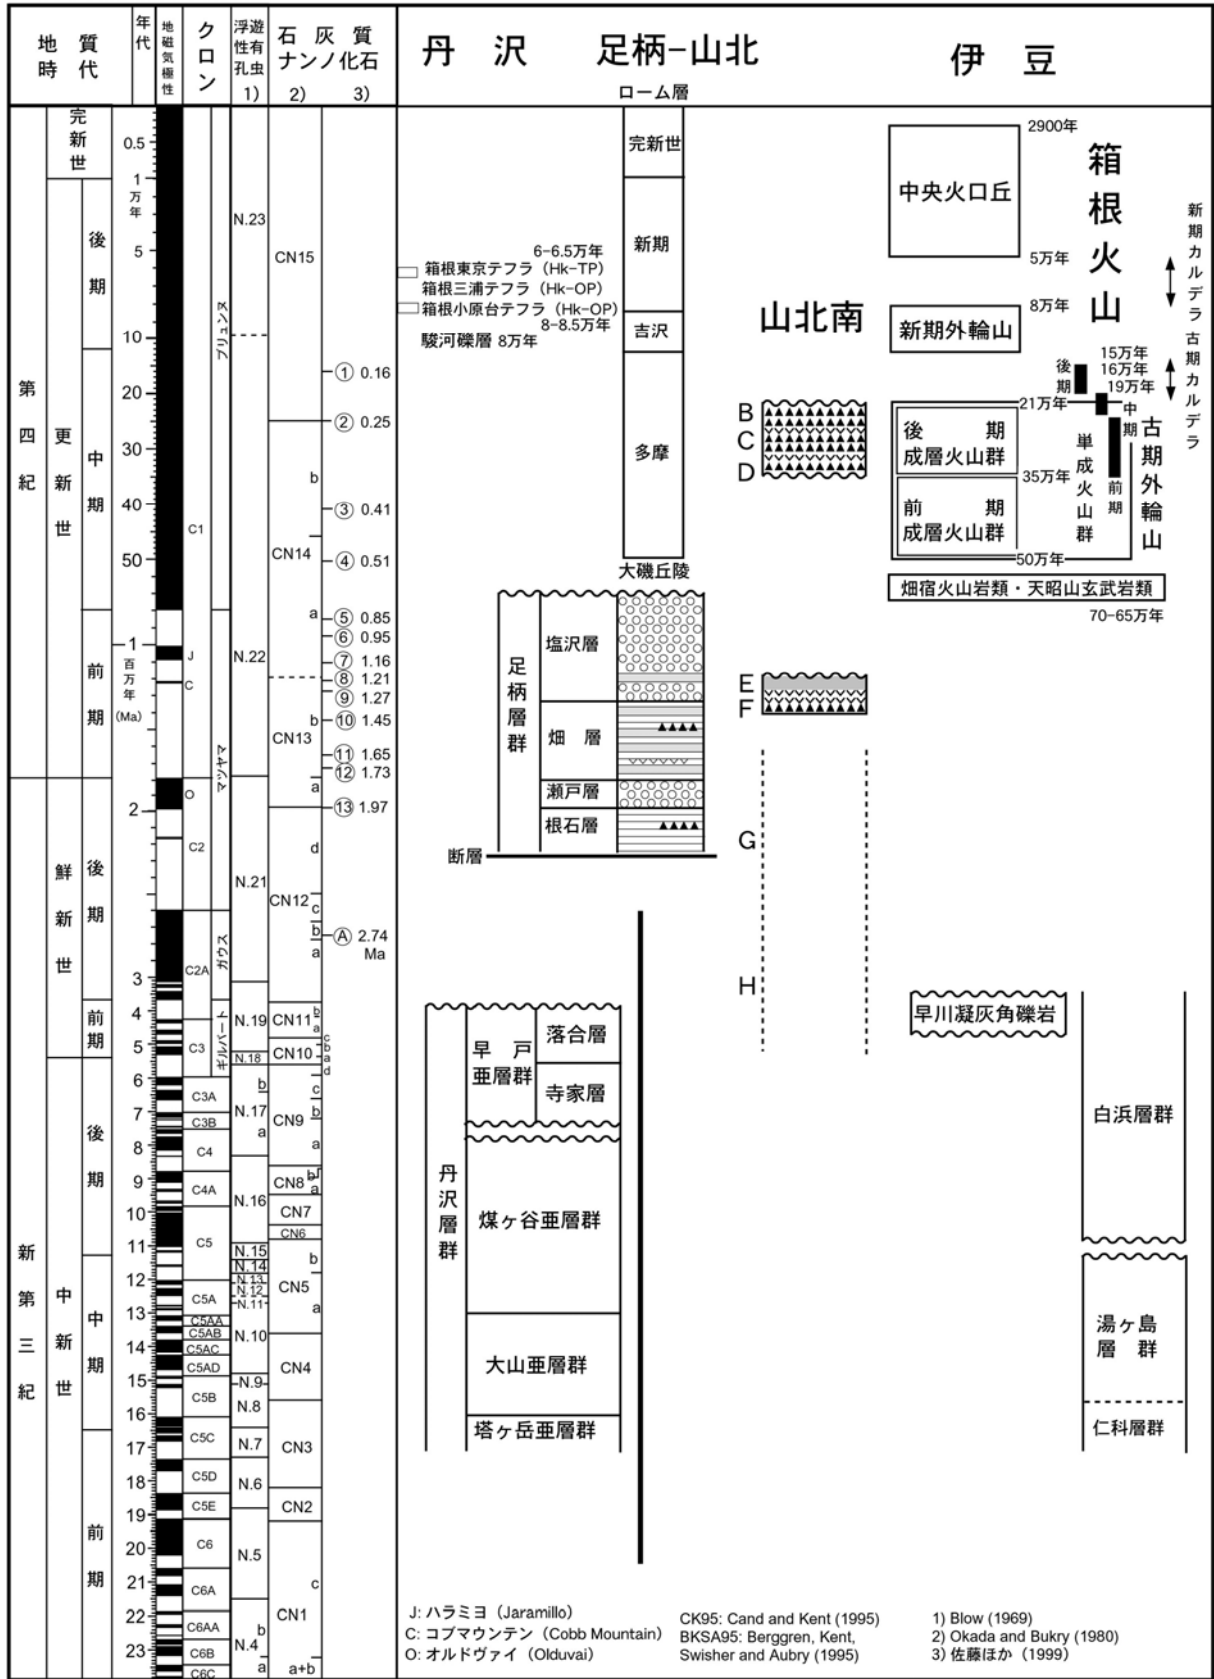 地質時代
年代
地磁気極性
クロン
浮遊性有孔虫
1)
石灰質ナンノ化石
2) 3)
丹 沢 足柄−山北 伊 豆
ローム層
第四紀
完新世
更新世
後期
中期
前期
新第三紀
鮮新世
後期
前期
中新世
後期
中期
前期
0.5
1
万年
5
10
20
30
40
50
1
百万年
(Ma)
2
3
4
5
6
7
8
9
10
11
12
13
14
15
16
17
18
19
20
21
22
23
C1
J
C
O
C2
C2A
C3
C3A
C3B
C4
C4A
C5
C5A
C5AA
C5AB
C5AC
C5AD
C5B
C5C
C5D
C5E
C6
C6A
C6AA
C6B
C6C
ブリュンヌ
マツヤマ
ガウス
ギルバート
N.23
N.22
N.21
N.19
N.18
b
N.17
a
N.16
N.15
N.14
N.13
N.12
N.11
N.10
N.9
N.8
N.7
N.6
N.5
b
N.4
a
CN15
b
CN14
a
b
CN13
a
d
CN12
c
b
a
CN11
b
a
CN10
c
b
a
d
c
CN9
b
a
CN8
b
a
CN7
CN6
b
CN5
a
CN4
CN3
CN2
c
CN1
a+b
① 0.16
② 0.25
③ 0.41
④ 0.51
⑤ 0.85
⑥ 0.95
⑦ 1.16
⑧ 1.21
⑨ 1.27
⑩ 1.45
⑪ 1.65
⑫ 1.73
⑬ 1.97
Ⓐ 2.74
Ma
6−6.5万年
箱根東京テフラ（Hk−TP）
箱根三浦テフラ（Hk−OP）
箱根小原台テフラ（Hk−OP）
8−8.5万年
駿河礫層 8万年
完新世
新期
吉沢
多摩
大磯丘陵
足柄層群
塩沢層
畑 層
瀬戸層
根石層
断層
丹沢層群
早 戸
亜層群
落合層
寺家層
煤ヶ谷亜層群
大山亜層群
塔ヶ岳亜層群
山北南
B
C
D
E
F
G
H
箱根火山
2900年
中央火口丘
5万年
8万年
新期外輪山
新期カルデラ
古期カルデラ
15万年
16万年
19万年
21万年
後期
中期
前期
後 期
成層火山群
35万年
前 期
成層火山群
50万年
単成火山群
古期外輪山
畑宿火山岩類・天昭山玄武岩類
70−65万年
早川凝灰角礫岩
白浜層群
湯ヶ島
層 群
仁科層群
J: ハラミヨ（Jaramillo）
C: コブマウンテン（Cobb Mountain）
O: オルドヴァイ（Olduvai）
CK95: Cand and Kent (1995)
BKSA95: Berggren, Kent,
Swisher and Aubry (1995)
1) Blow (1969)
2) Okada and Bukry (1980)
3) 佐藤ほか（1999）